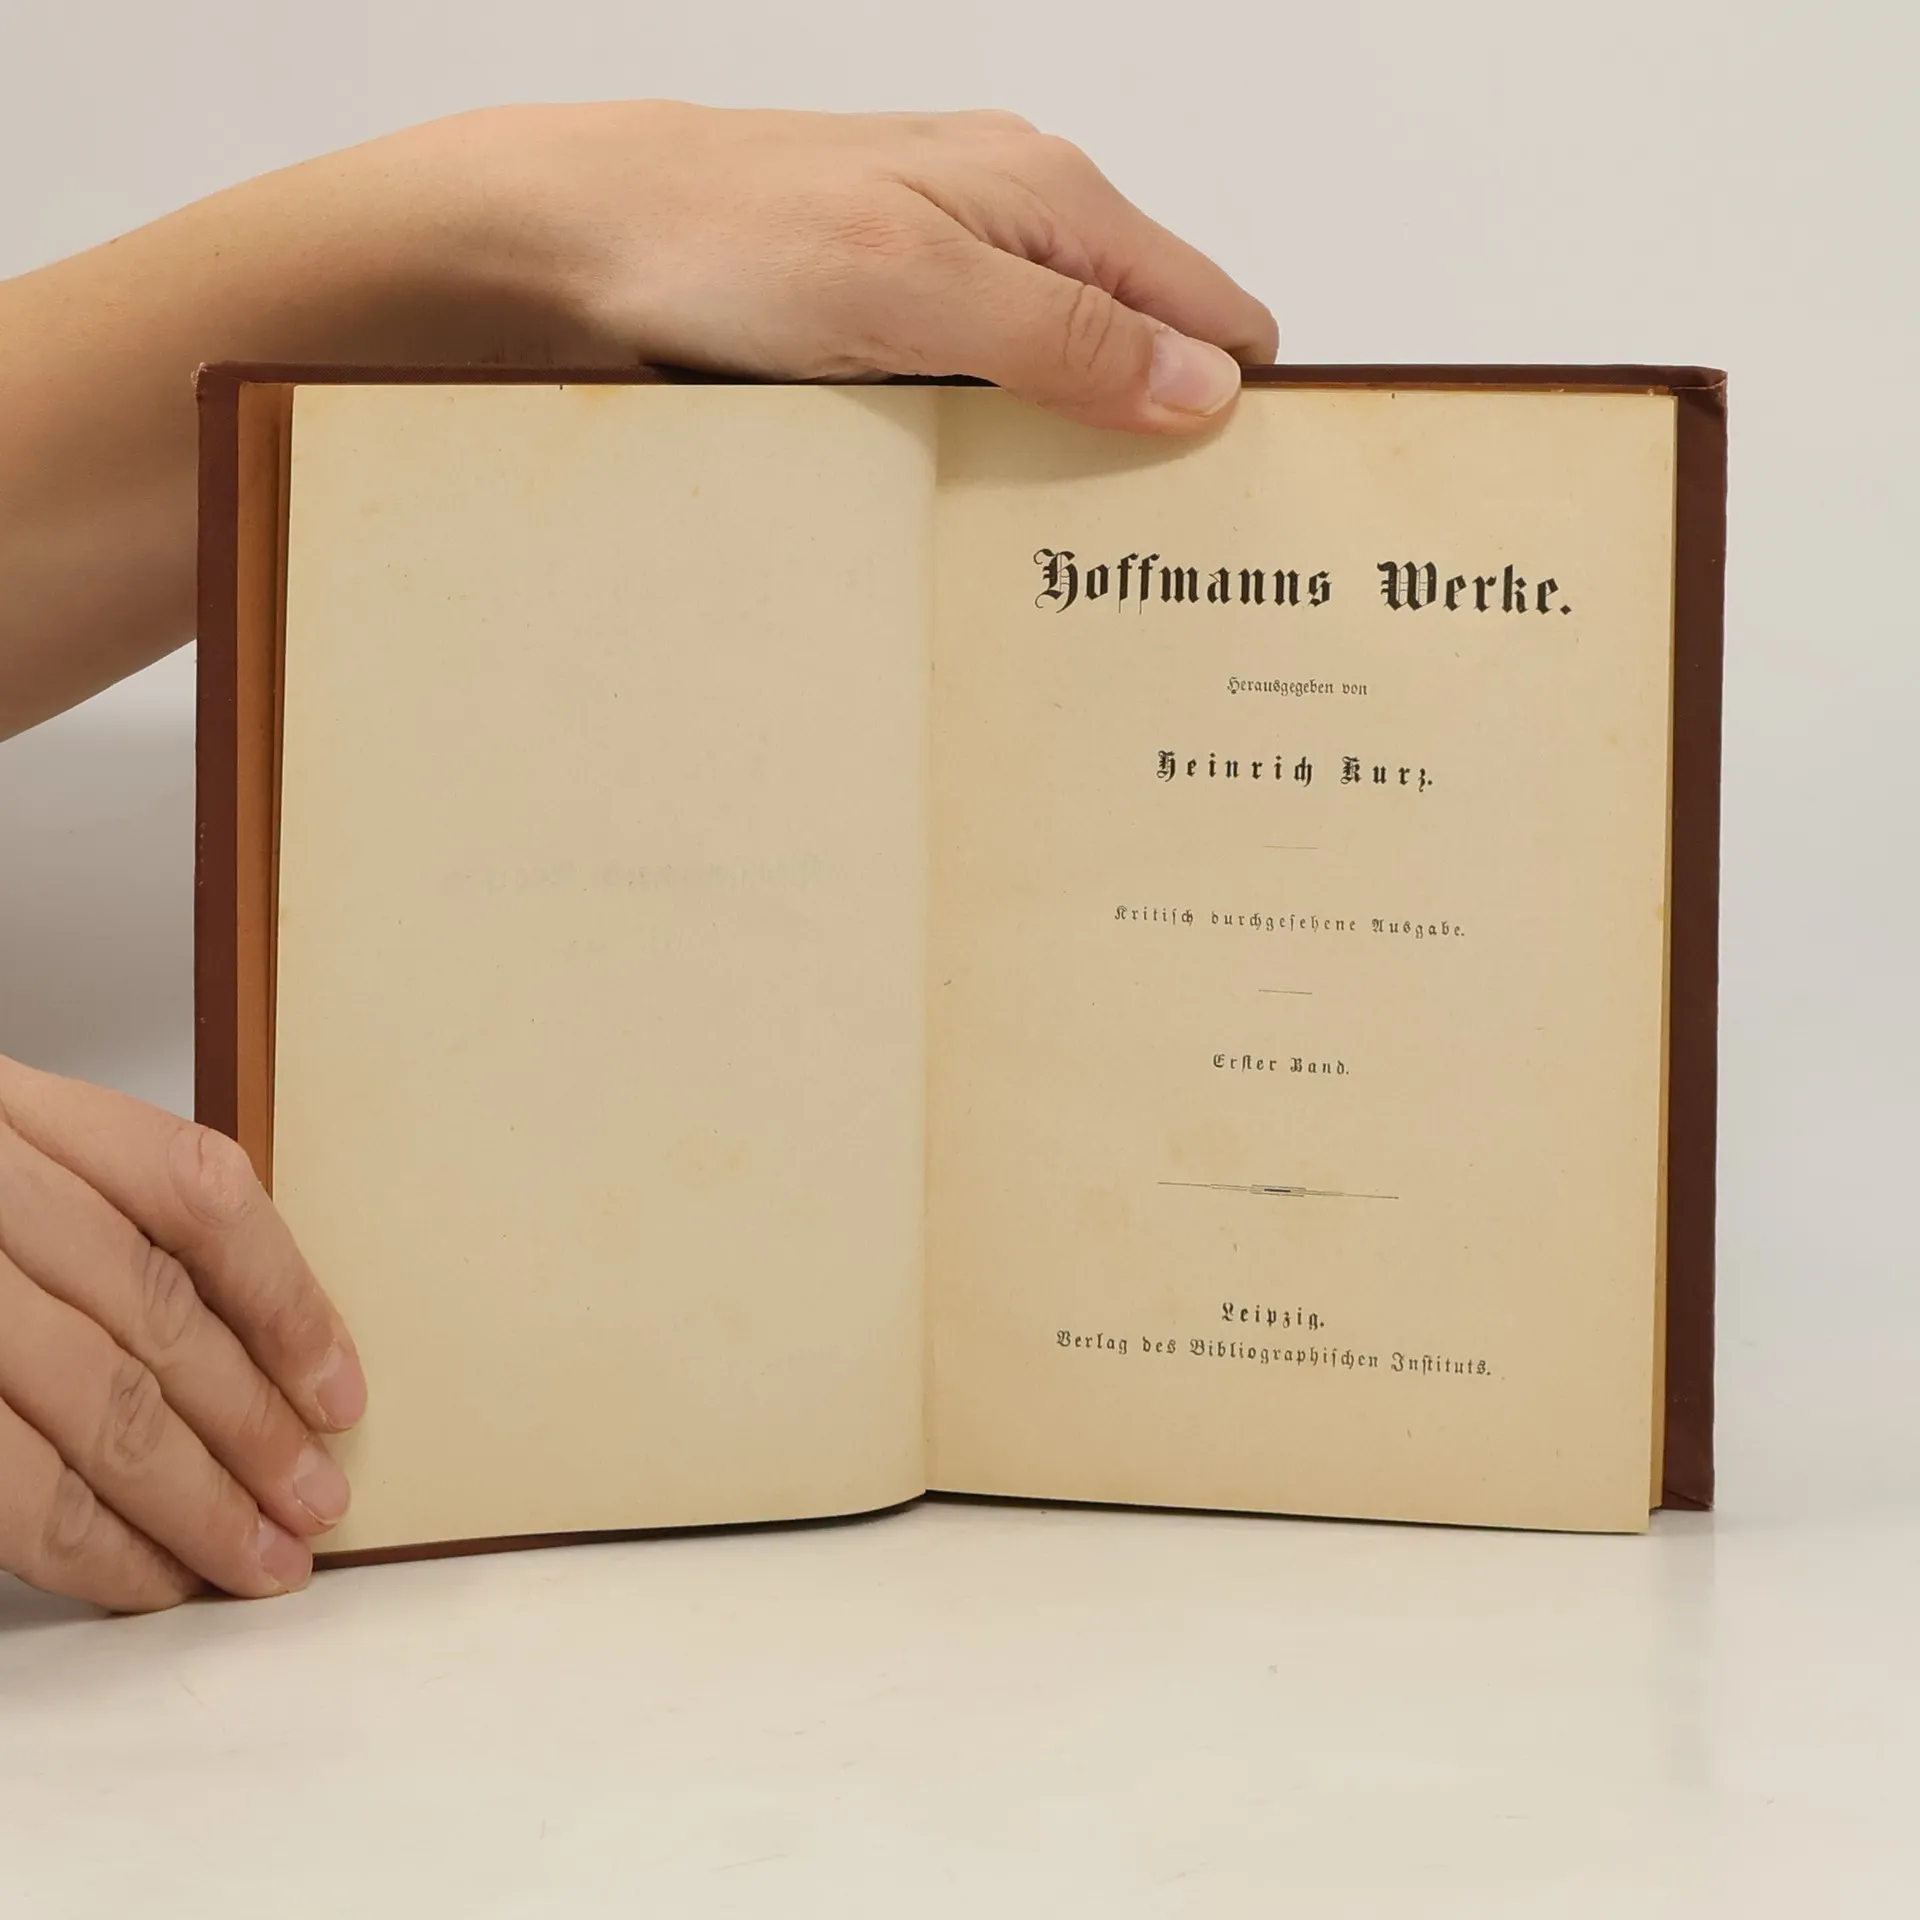 Hoffmanns Werke.
Herausgegeben von
Heinrich Kurz.
Kritiſch durchgeſehene Ausgabe.
Erſter Band.
Leipzig.
Verlag des Bibliographiſchen Inſtituts.